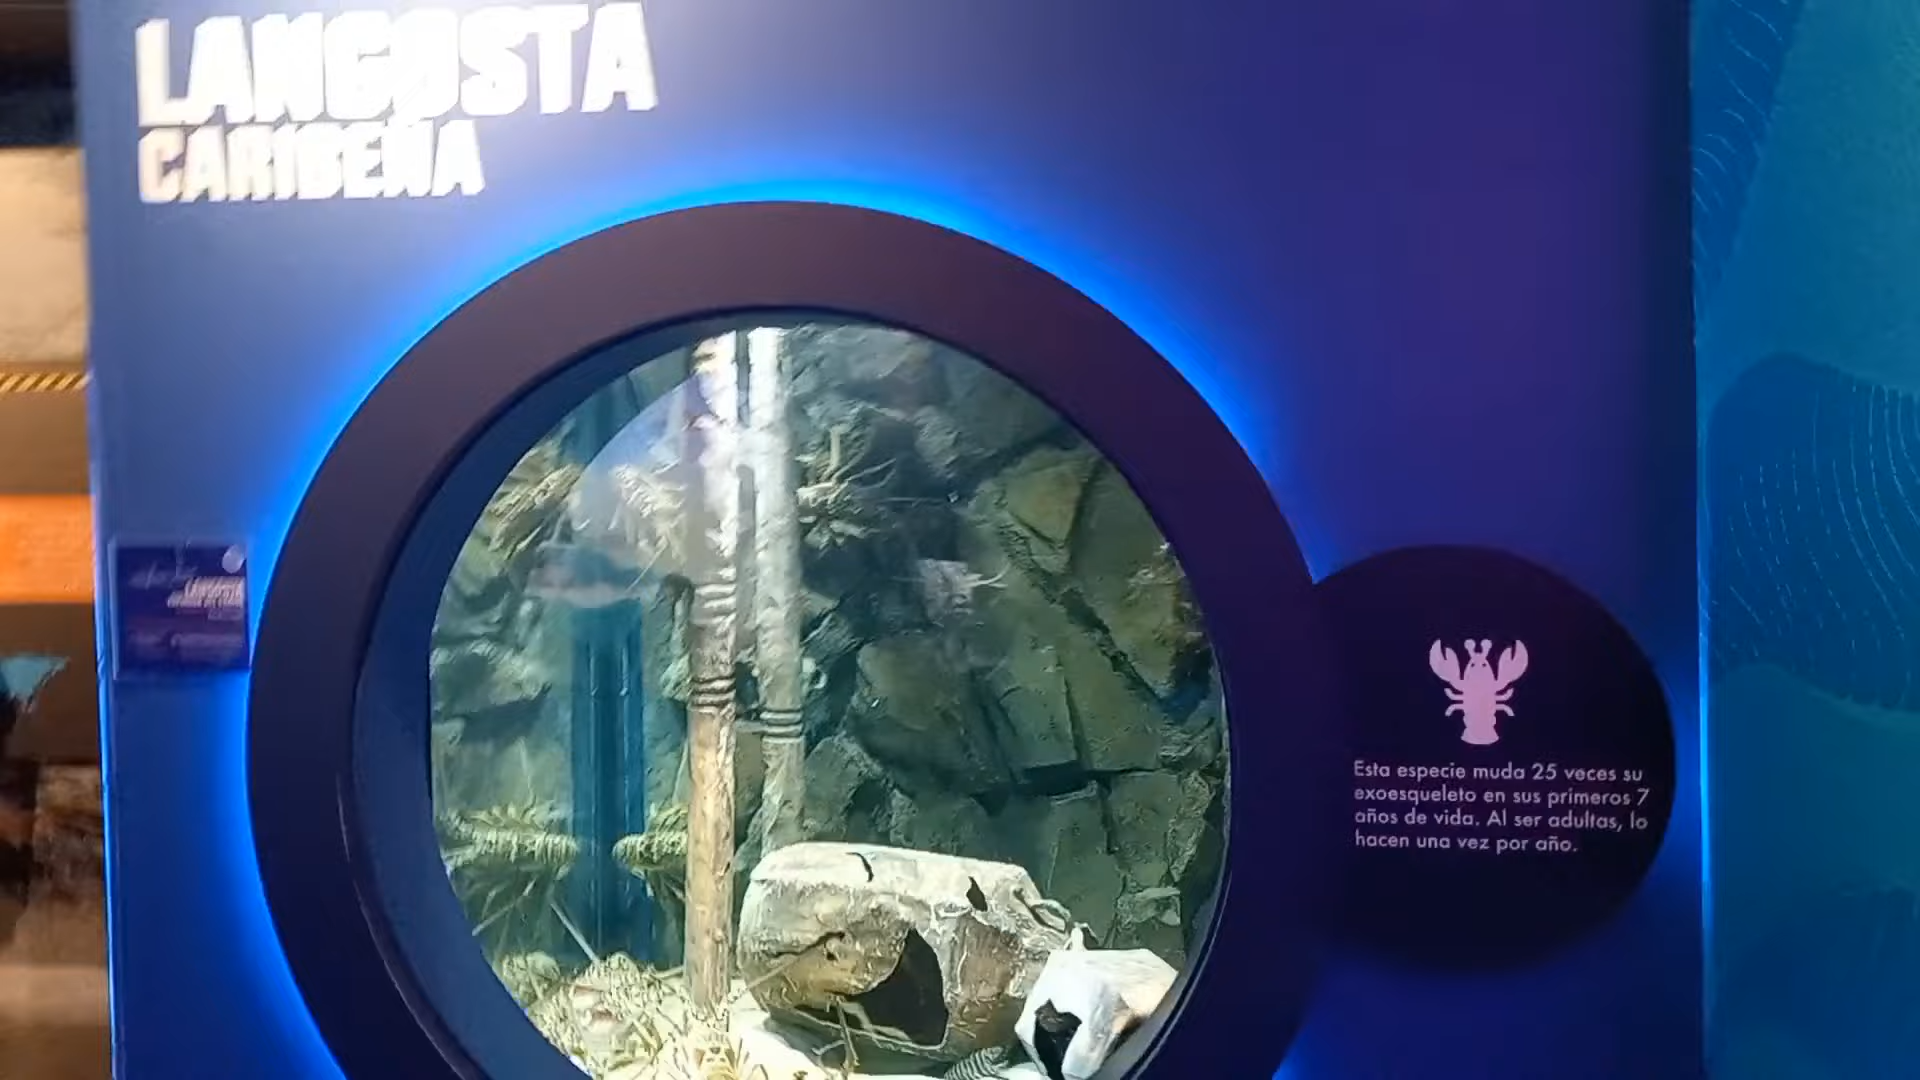 LANGOSTA
CARIBEÑA
LANGOSTA
Esta especie muda 25 veces su
exoesqueleto en sus primeros 7
años de vida. Al ser adultas, lo
hacen una vez por año.